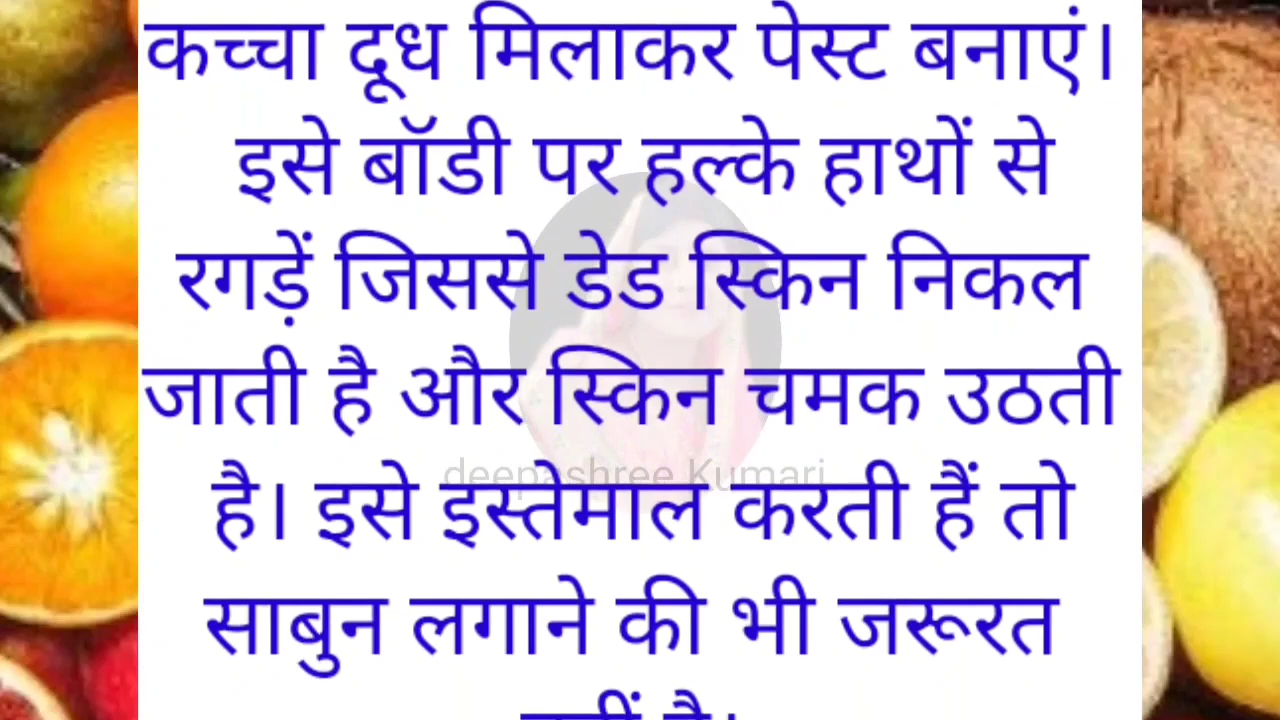 कच्चा दूध मिलाकर पेस्ट बनाएं।
इसे बॉडी पर हल्के हाथों से
रगड़ें जिससे डेड स्किन निकल
जाती है और स्किन चमक उठती
deepashree Kumari
है। इसे इस्तेमाल करती हैं तो
साबुन लगाने की भी जरूरत